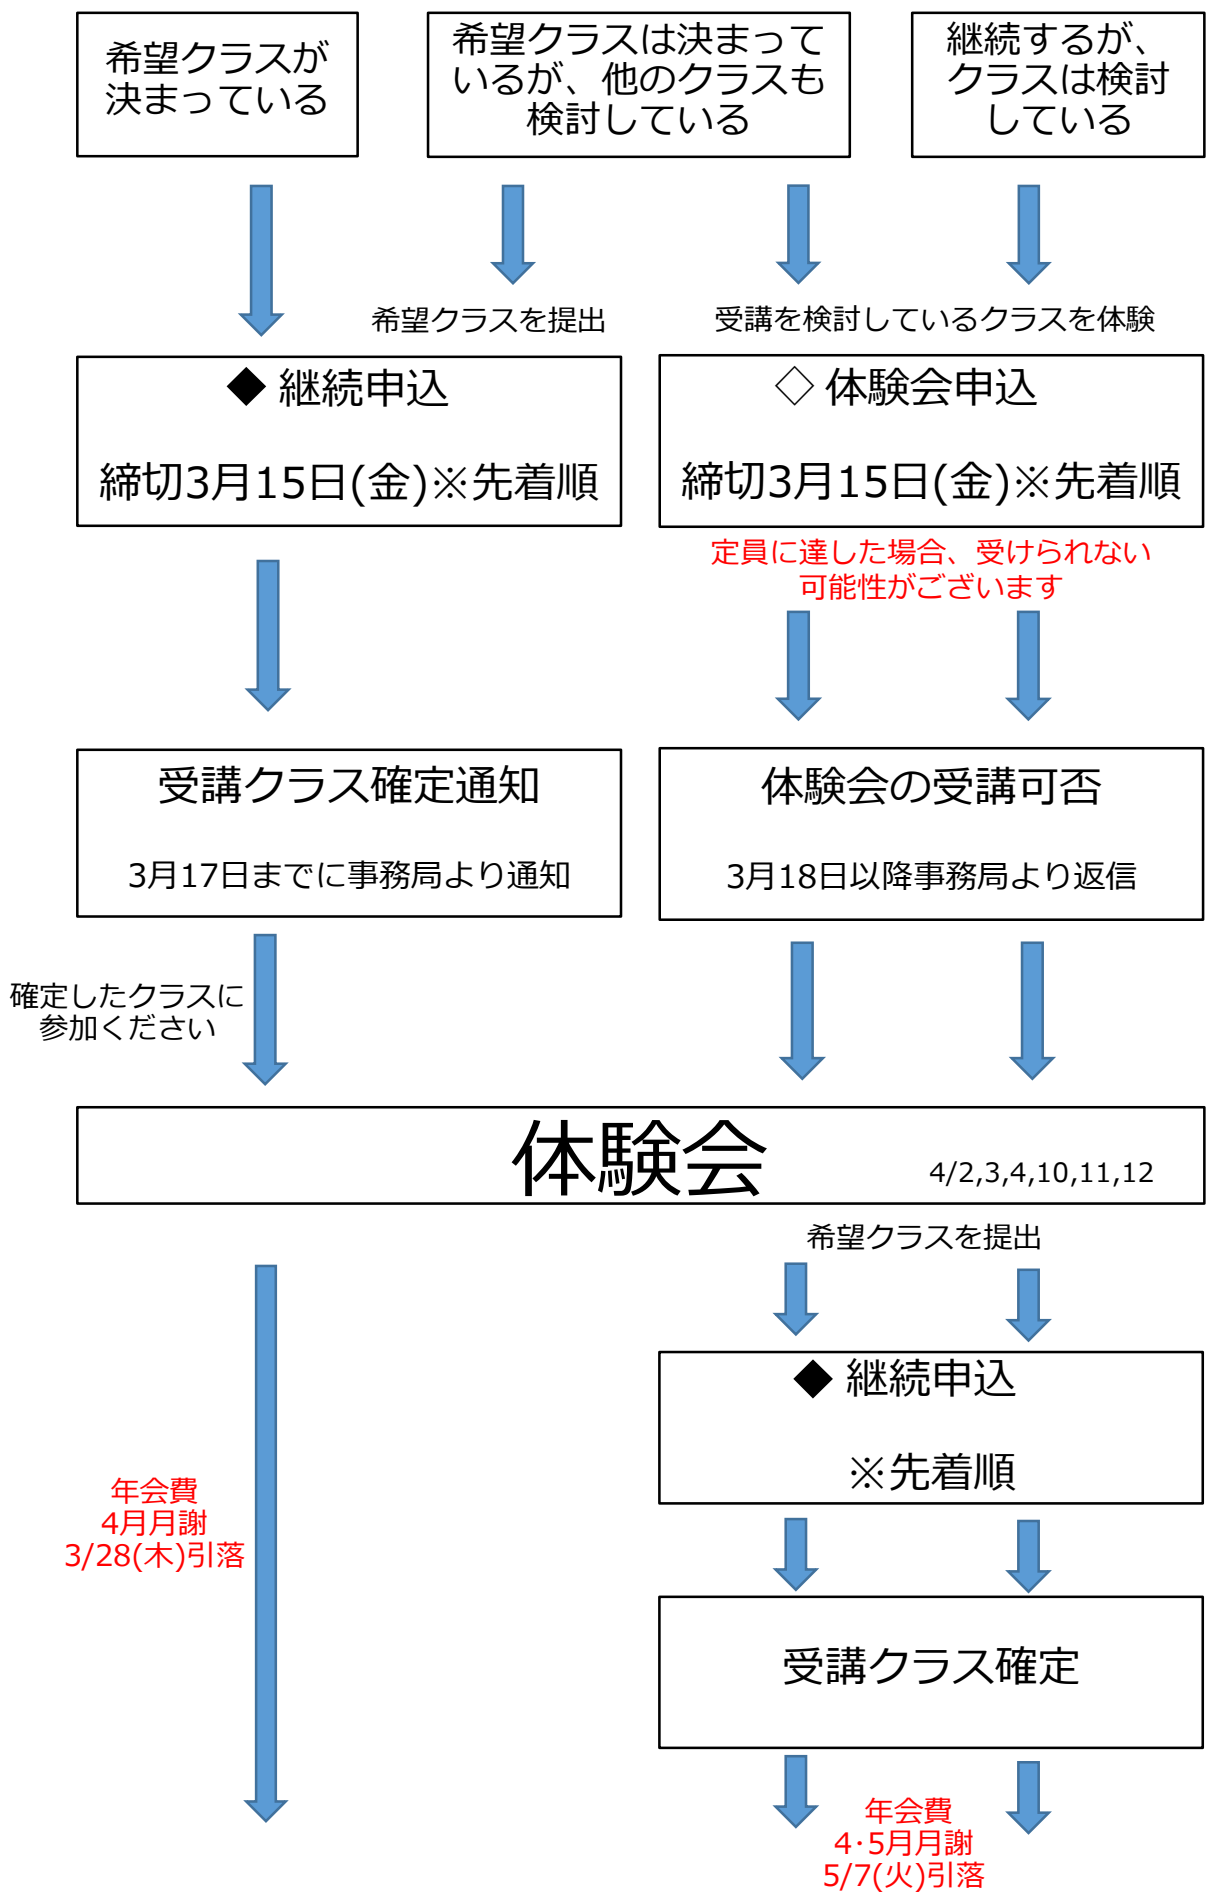 希望クラスが
決まっている
希望クラスは決まって
いるが、他のクラスも
検討している
継続するが、
クラスは検討
している
希望クラスを提出
受講を検討しているクラスを体験
◆ 継続申込
締切3月15日(金)※先着順
◇ 体験会申込
締切3月15日(金)※先着順
定員に達した場合、受けられない
可能性がございます
受講クラス確定通知
3月17日までに事務局より通知
体験会の受講可否
3月18日以降事務局より返信
確定したクラスに
参加ください
体験会
4/2,3,4,10,11,12
希望クラスを提出
◆ 継続申込
※先着順
年会費
4月月謝
3/28(木)引落
受講クラス確定
年会費
4・5月月謝
5/7(火)引落